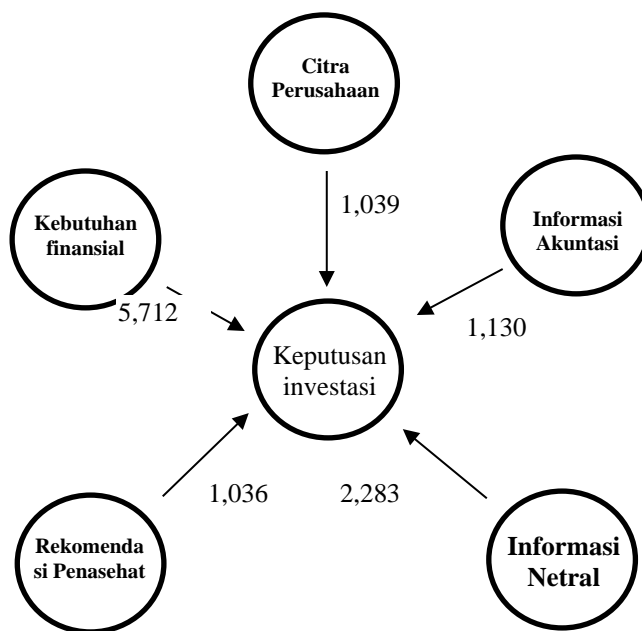 Citra
Perusahaan
1,039
Kebutuhan
finansial
5,712
Informasi
Akuntasi
1,130
Keputusan
investasi
Rekomenda
si Penasehat
1,036
2,283
Informasi
Netral